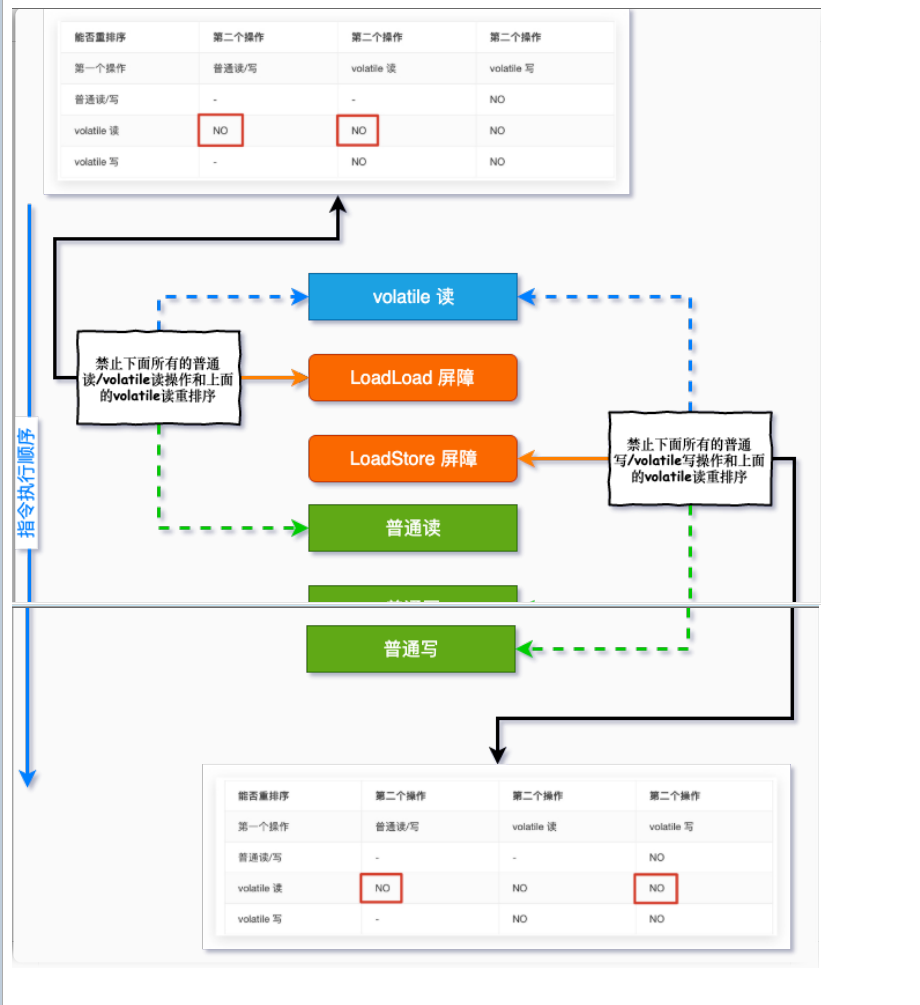 能否重排序 第二个操作 第二个操作 第二个操作
第一个操作 普通读/写 volatile 读 volatile 写
普通读/写 - - NO
volatile 读 NO NO NO
volatile 写 - NO NO
volatile 读
禁止下面所有的普通
读/volatile读操作和上面
的volatile读重排序
LoadLoad 屏障
LoadStore 屏障
禁止下面所有的普通
写/volatile写操作和上面
的volatile读重排序
指令执行顺序
普通读
普通写
能否重排序 第二个操作 第二个操作 第二个操作
第一个操作 普通读/写 volatile 读 volatile 写
普通读/写 - - NO
volatile 读 NO NO NO
volatile 写 - NO NO